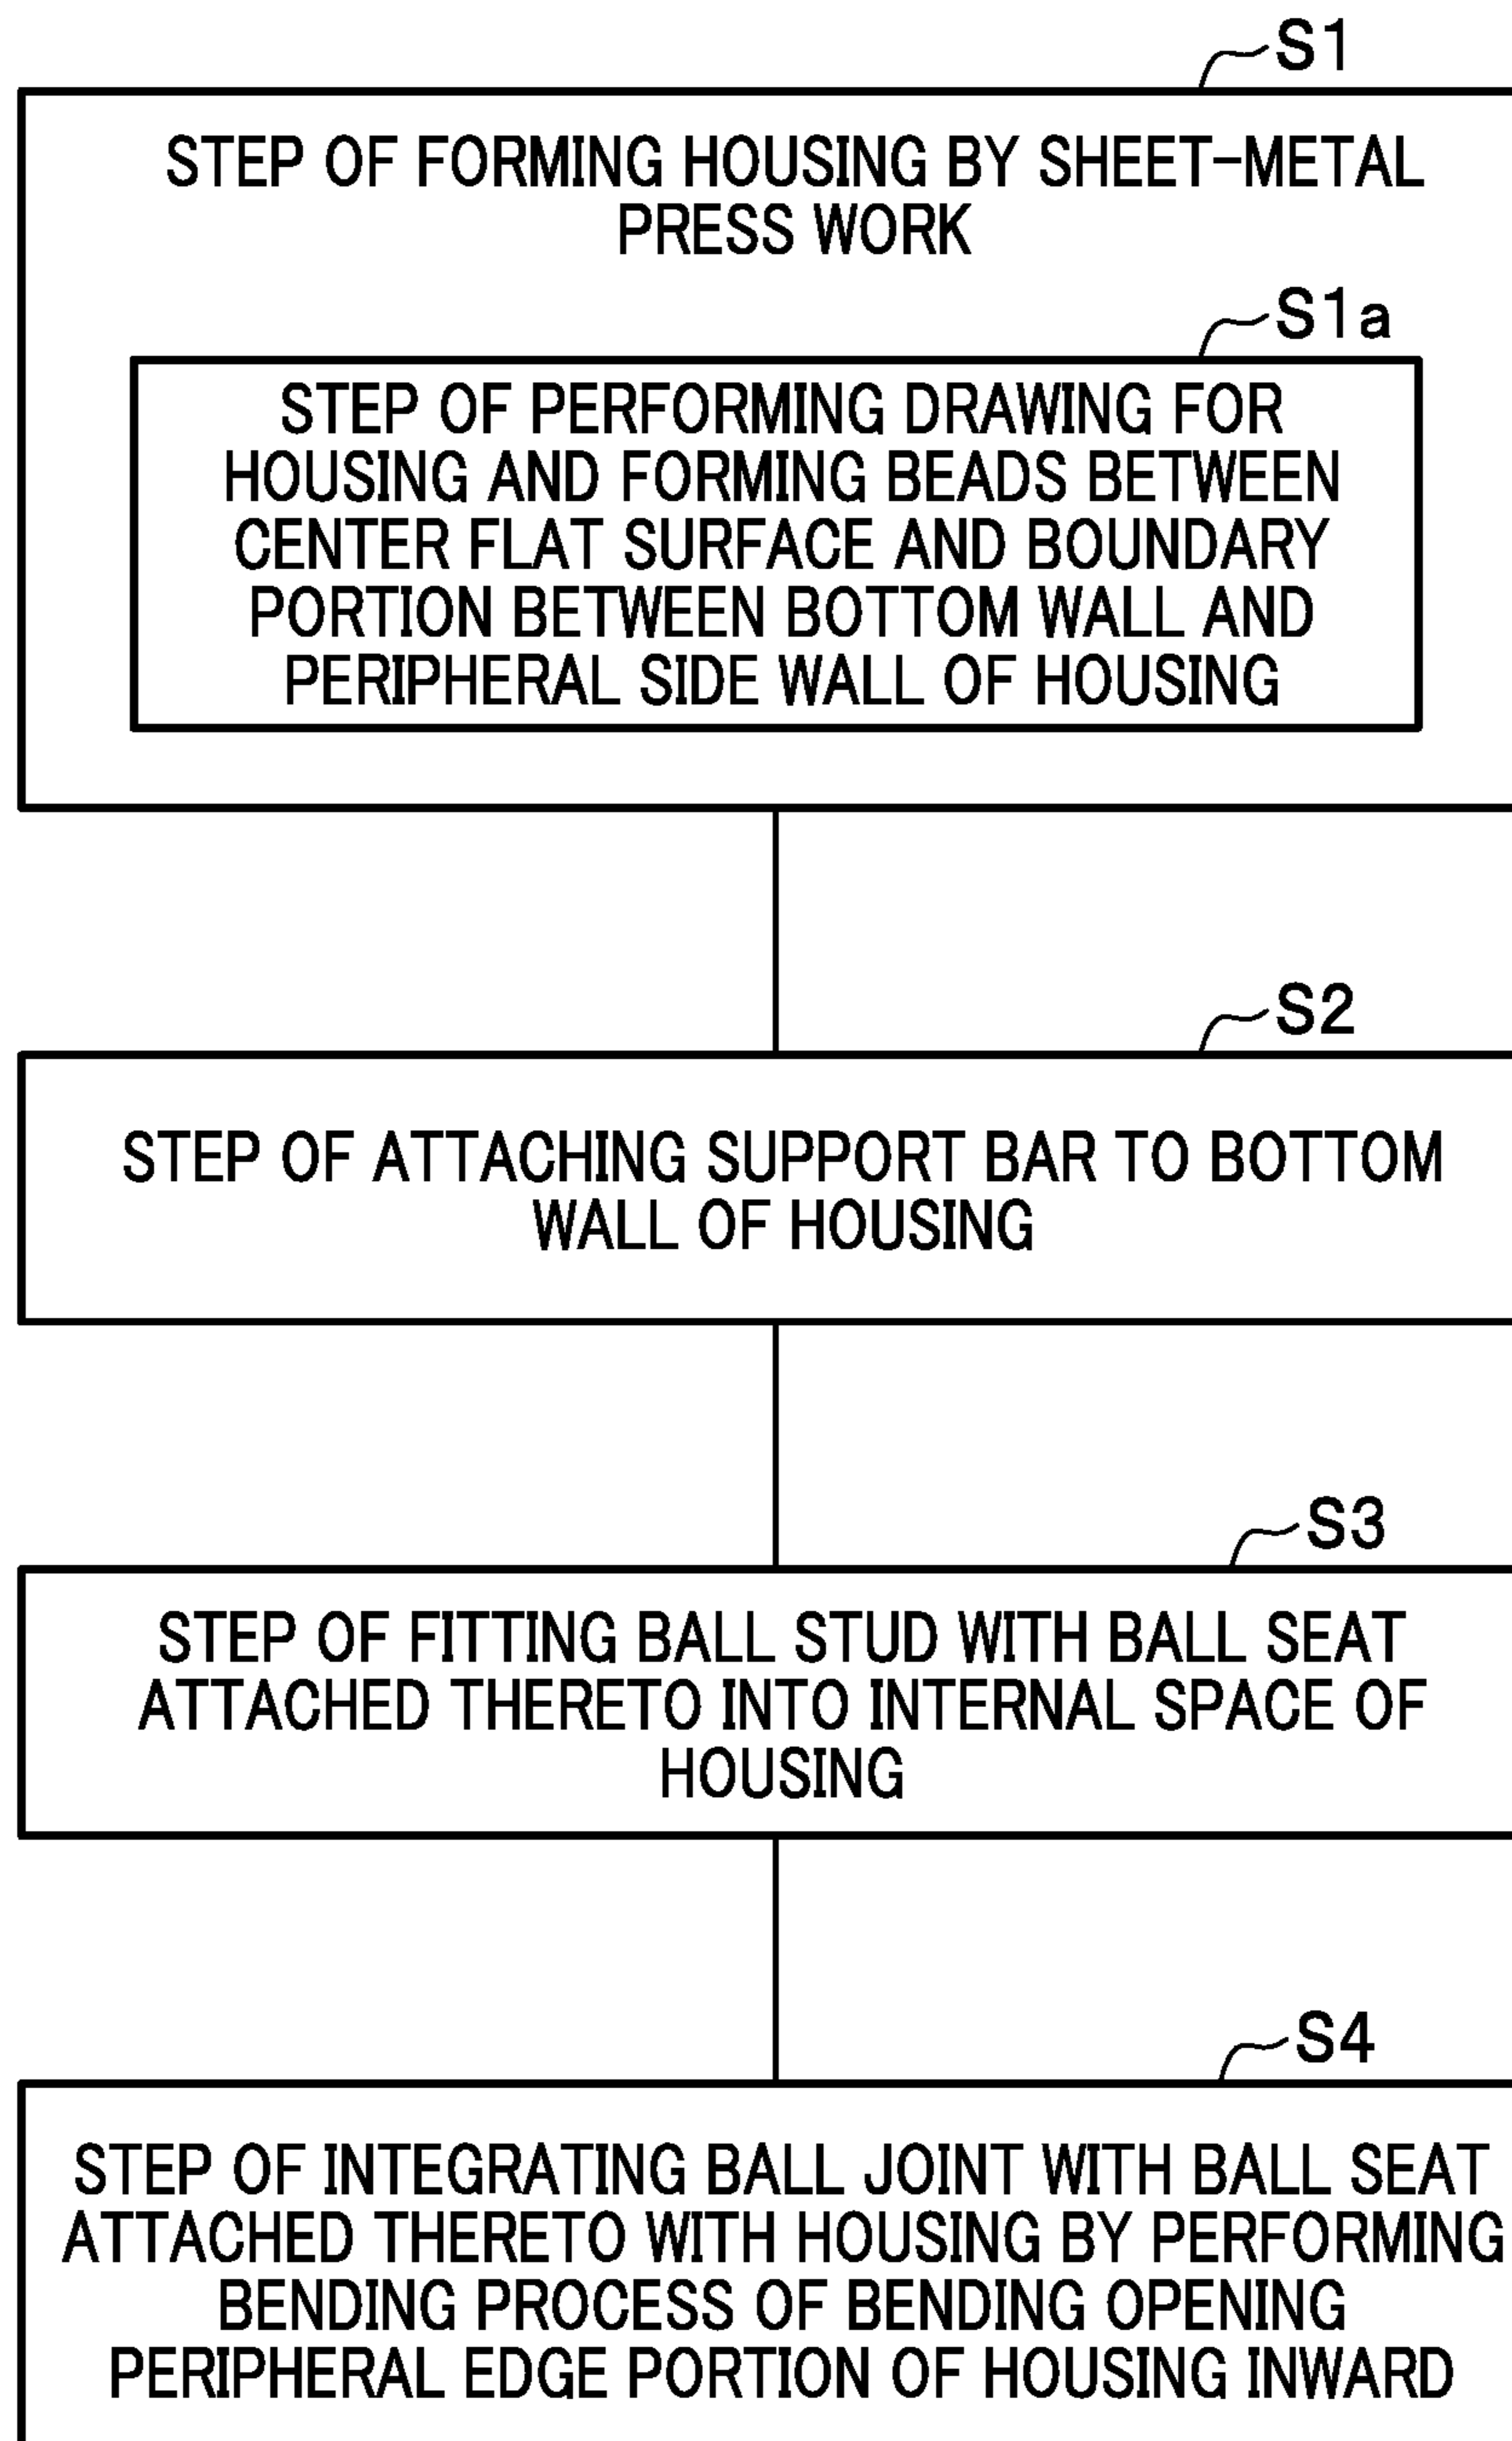 S1
STEP OF FORMING HOUSING BY SHEET-METAL
PRESS WORK
S1a
STEP OF PERFORMING DRAWING FOR
HOUSING AND FORMING BEADS BETWEEN
CENTER FLAT SURFACE AND BOUNDARY
PORTION BETWEEN BOTTOM WALL AND
PERIPHERAL SIDE WALL OF HOUSING
S2
STEP OF ATTACHING SUPPORT BAR TO BOTTOM
WALL OF HOUSING
S3
STEP OF FITTING BALL STUD WITH BALL SEAT
ATTACHED THERETO INTO INTERNAL SPACE OF
HOUSING
S4
STEP OF INTEGRATING BALL JOINT WITH BALL SEAT
ATTACHED THERETO WITH HOUSING BY PERFORMING
BENDING PROCESS OF BENDING OPENING
PERIPHERAL EDGE PORTION OF HOUSING INWARD